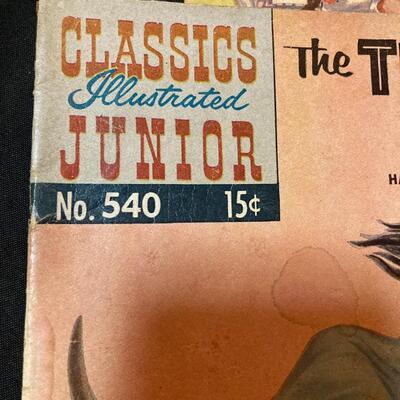 CLASSICS
Illustrated
JUNIOR
No. 540 15¢
The